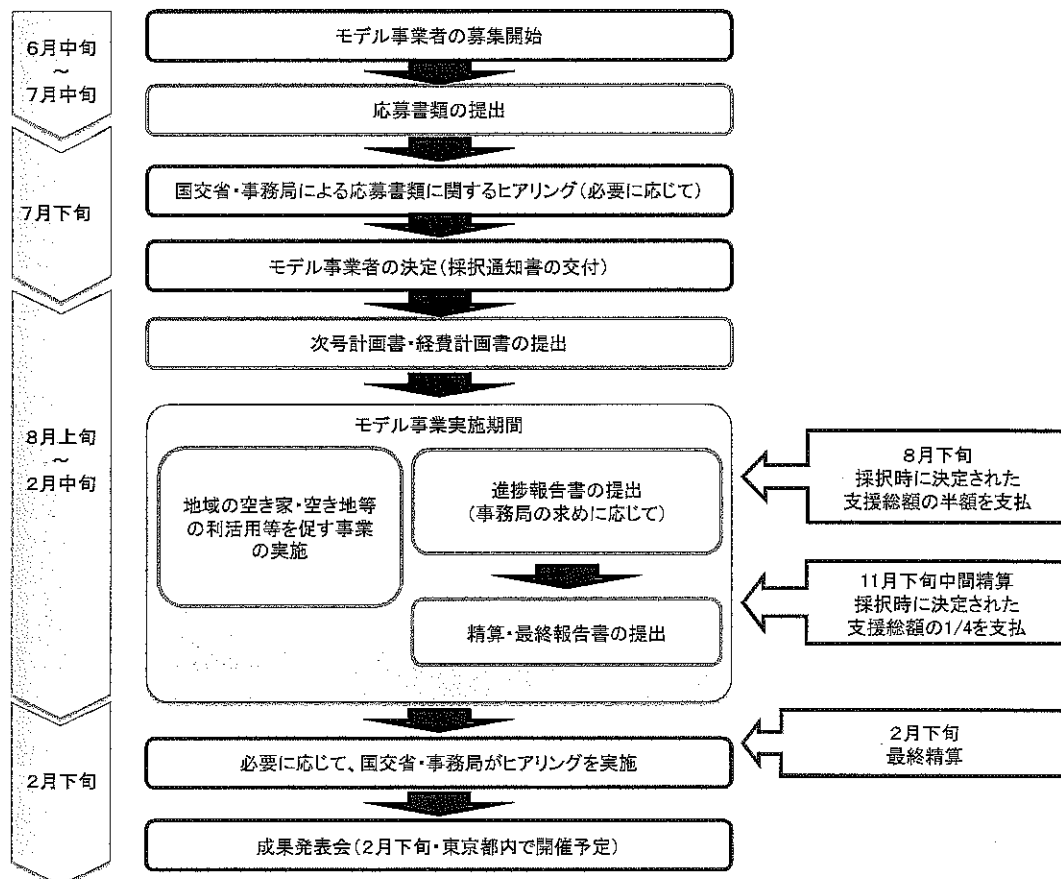 6月中旬
～
7月中旬
モデル事業者の募集開始
応募書類の提出
7月下旬
国交省・事務局による応募書類に関するヒアリング(必要に応じて)
モデル事業者の決定(採択通知書の交付)
8月上旬
～
2月中旬
次号計画書・経費計画書の提出
モデル事業実施期間
地域の空き家・空き地等
の利活用等を促す事業
の実施
進捗報告書の提出
(事務局の求めに応じて)
精算・最終報告書の提出
8月下旬
採択時に決定された
支援総額の半額を支払
11月下旬中間精算
採択時に決定された
支援総額の1/4を支払
2月下旬
必要に応じて、国交省・事務局がヒアリングを実施
成果発表会(2月下旬・東京都内で開催予定)
2月下旬
最終精算